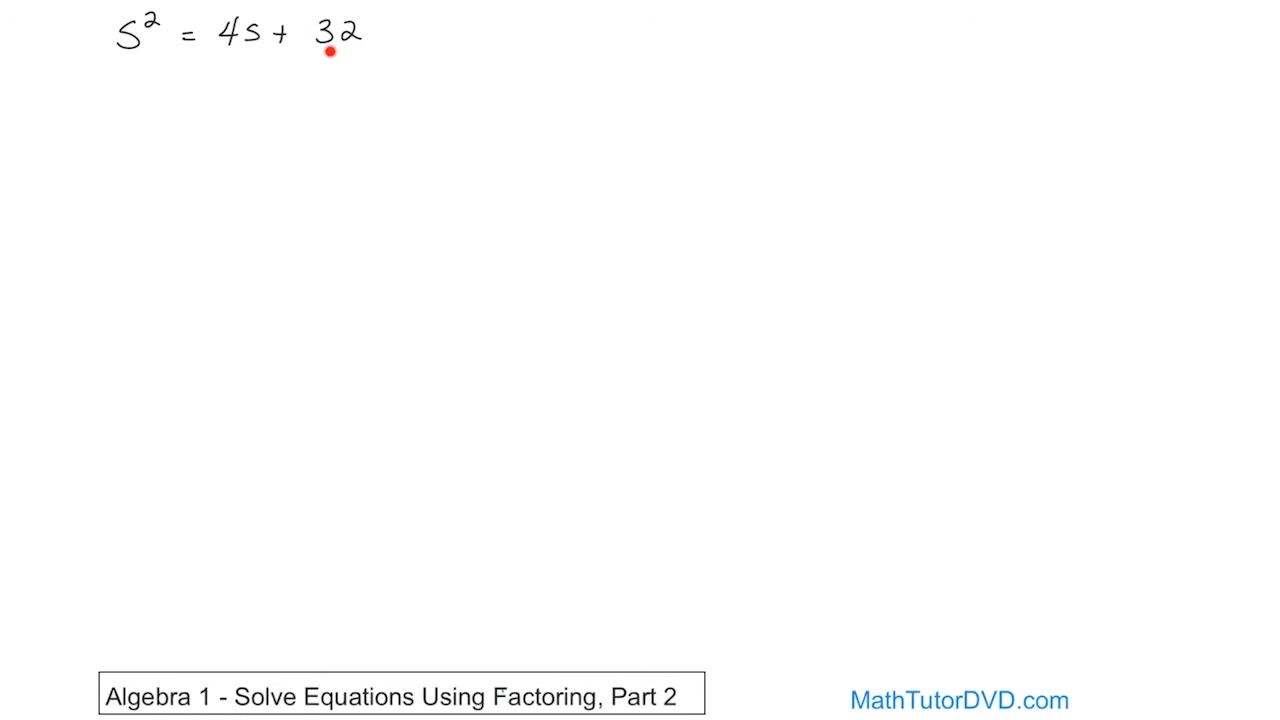 s² = 4s + 32
Algebra 1 - Solve Equations Using Factoring, Part 2
MathTutorDVD.com